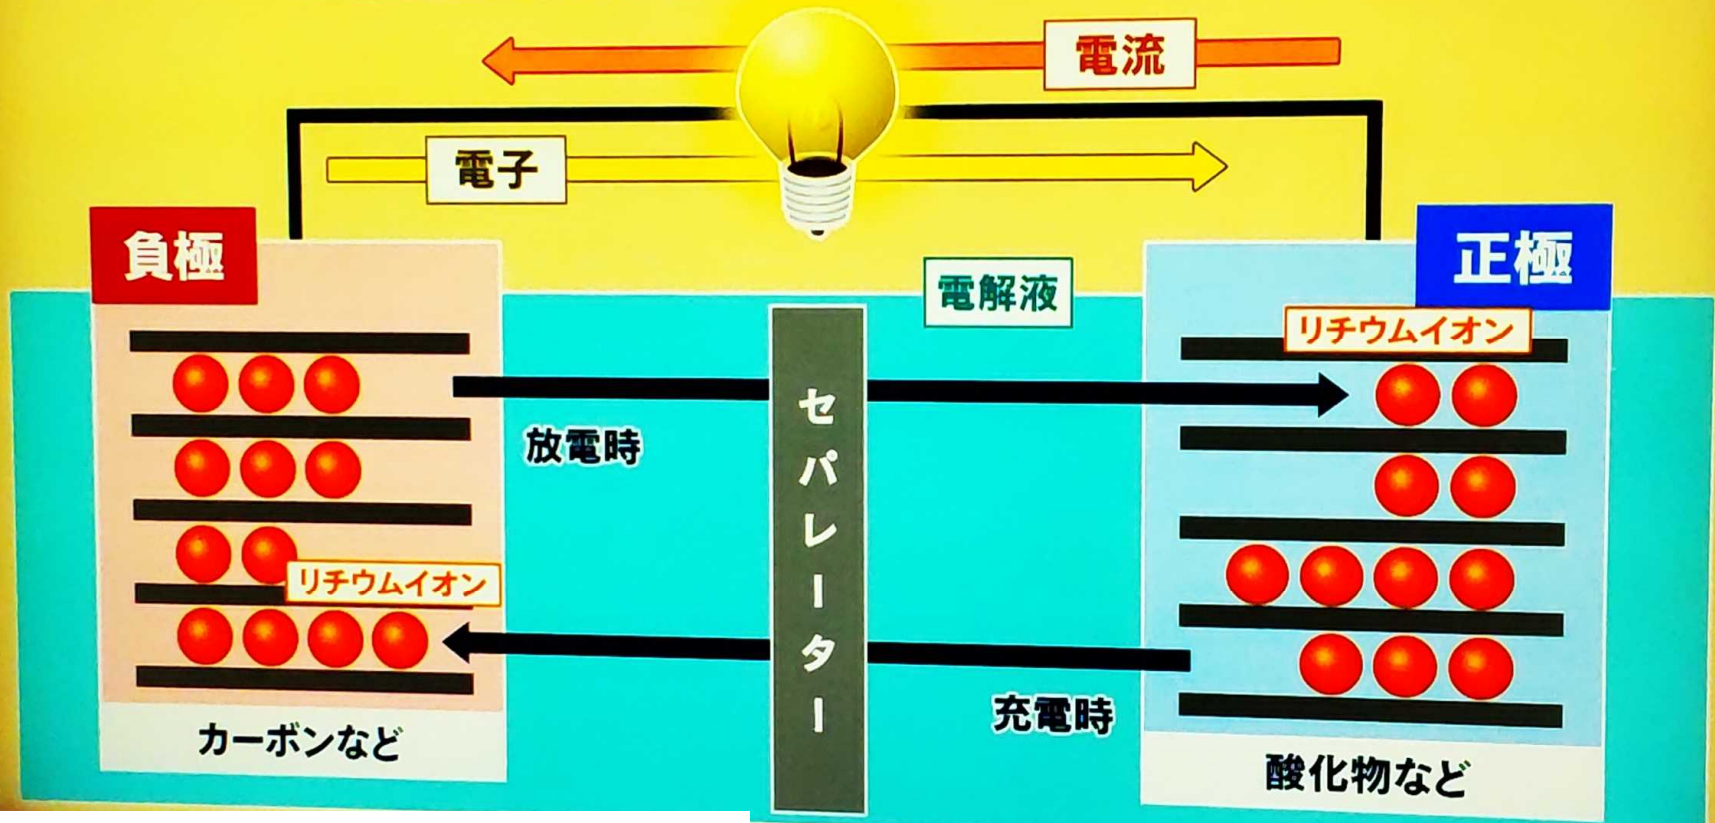 電流
電子
負極
正極
電解液
リチウムイオン
放電時
セパレーター
リチウムイオン
充電時
カーボンなど
酸化物など